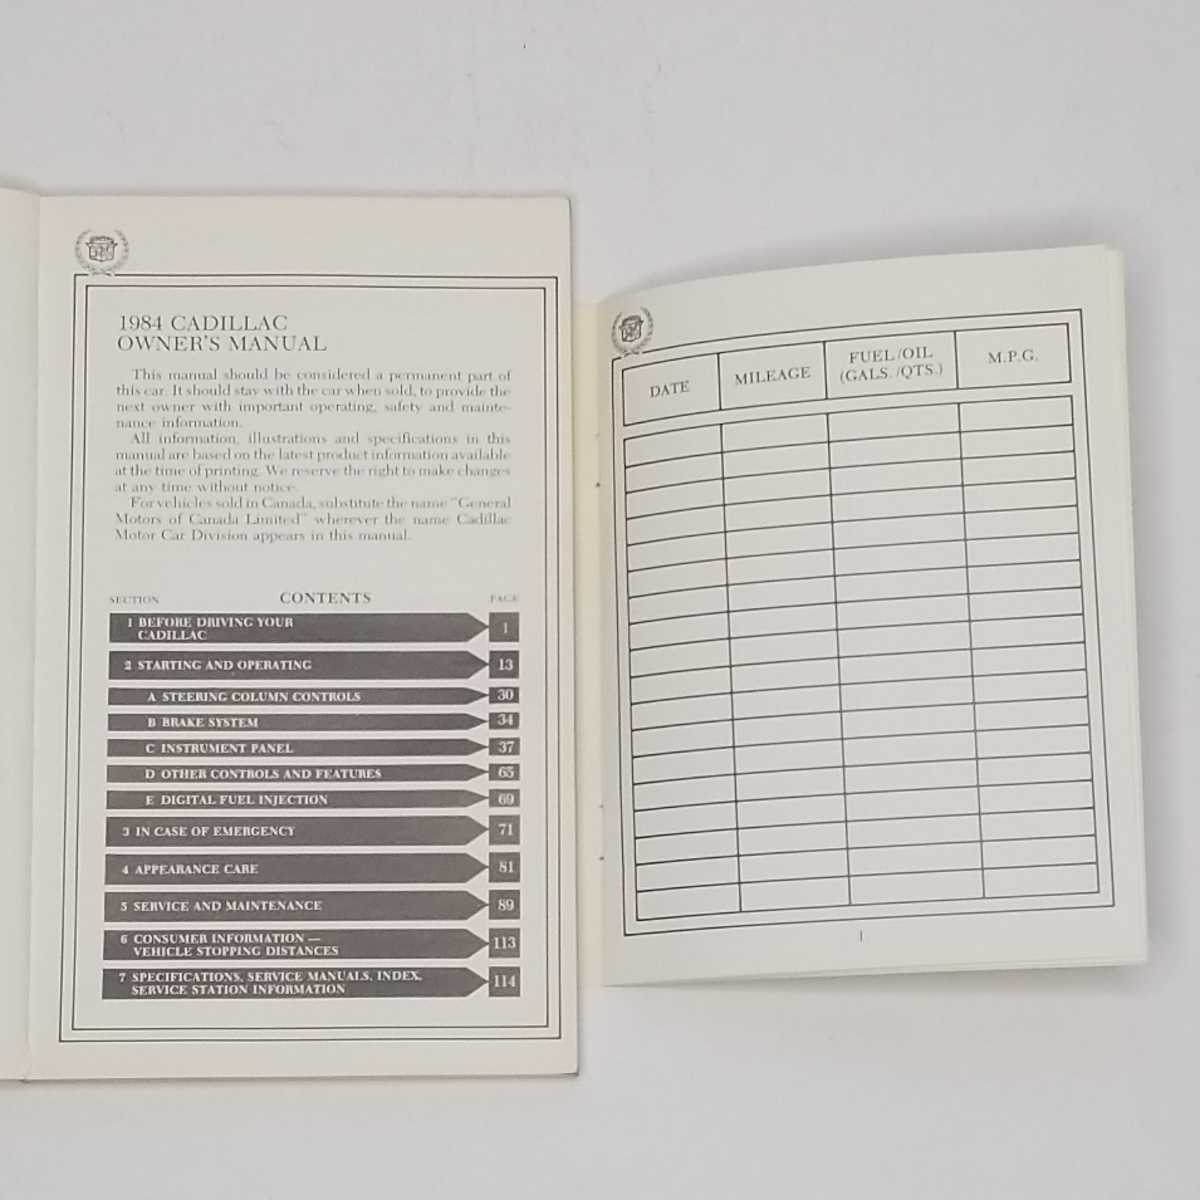 1984 CADILLAC
OWNER'S MANUAL
This manual should be considered a permanent part of
this car. It should stay with the car when sold, to provide the
next owner with important operating, safety and mainte-
nance information.
All information, illustrations and specifications in this
manual are based on the latest product information available
at the time of printing. We reserve the right to make changes
at any time without notice.
For vehicles sold in Canada, substitute the name "General
Motors of Canada Limited" wherever the name Cadillac
Motor Car Division appears in this manual.
SECTION CONTENTS PAGE
1 BEFORE DRIVING YOUR
CADILLAC 1
2 STARTING AND OPERATING 13
A STEERING COLUMN CONTROLS 30
B BRAKE SYSTEM 34
C INSTRUMENT PANEL 37
D OTHER CONTROLS AND FEATURES 65
E DIGITAL FUEL INJECTION 69
3 IN CASE OF EMERGENCY 71
4 APPEARANCE CARE 81
5 SERVICE AND MAINTENANCE 89
6 CONSUMER INFORMATION —
VEHICLE STOPPING DISTANCES 113
7 SPECIFICATIONS, SERVICE MANUALS, INDEX,
SERVICE STATION INFORMATION 114
DATE MILEAGE FUEL/OIL M.P.G.
(GALS./QTS.)
1